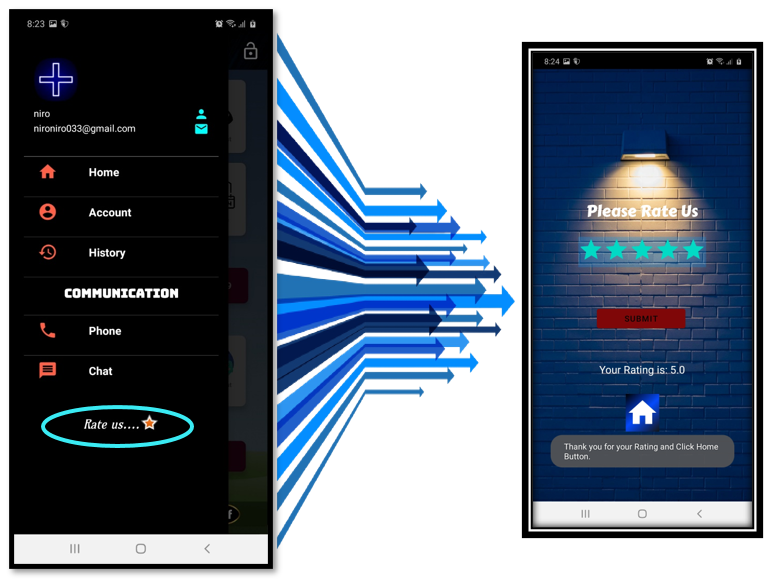 8:23
niro
nironiro033@gmail.com
Home
Account
History
COMMUNICATION
Phone
Chat
Rate us....
f
8:24
Please Rate Us
SUBMIT
Your Rating is: 5.0
Thank you for your Rating and Click Home
Button.